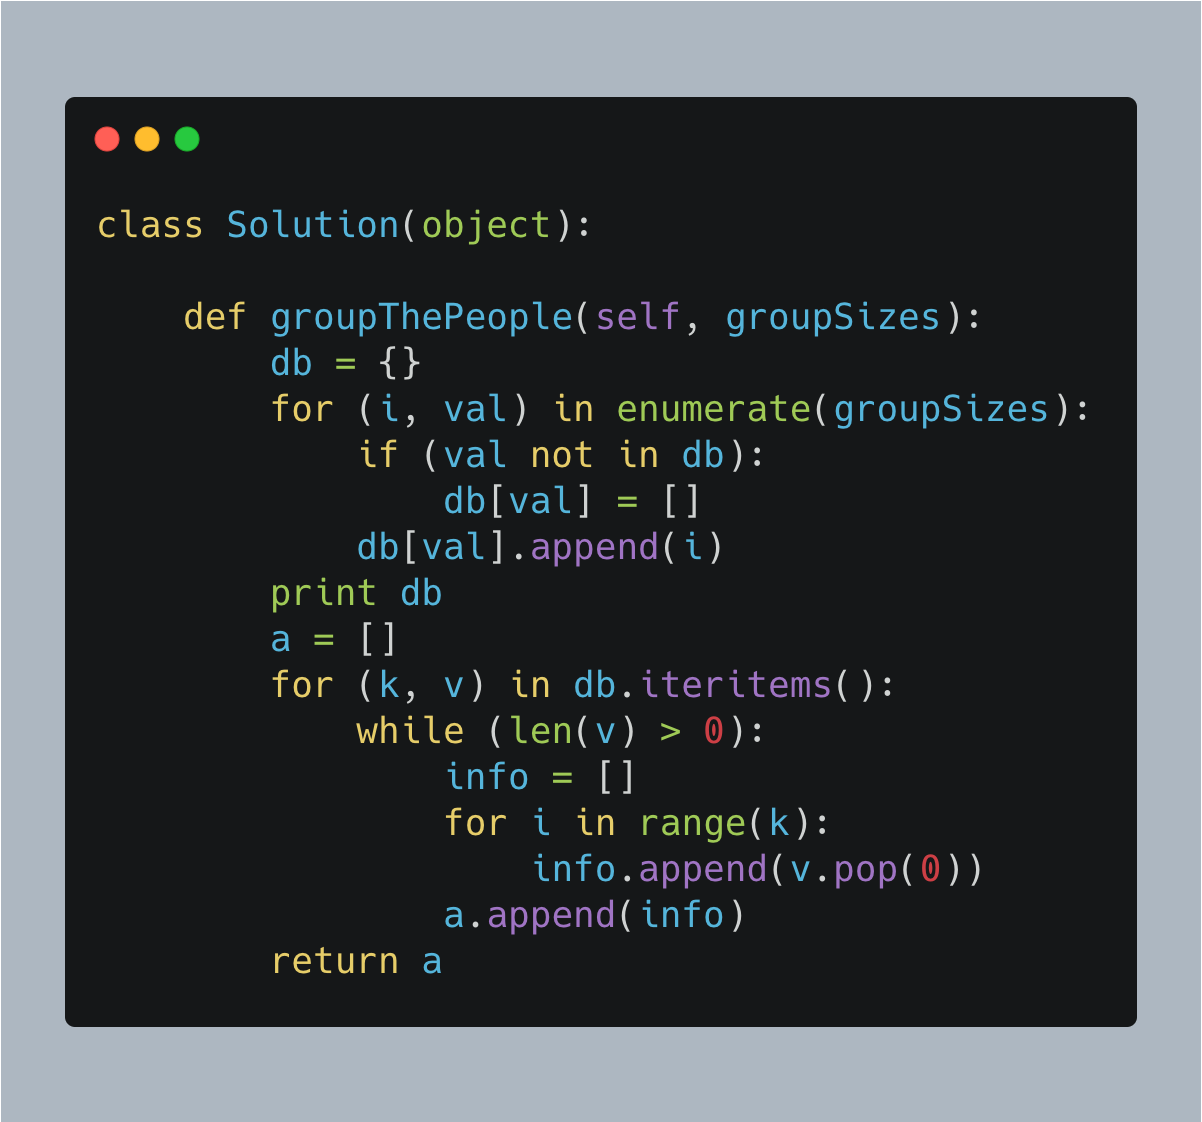 class Solution(object):
    def groupThePeople(self, groupSizes):
        db = {}
        for (i, val) in enumerate(groupSizes):
            if (val not in db):
                db[val] = []
            db[val].append(i)
        print db
        a = []
        for (k, v) in db.iteritems():
            while (len(v) > 0):
                info = []
                for i in range(k):
                    info.append(v.pop(0))
                a.append(info)
        return a